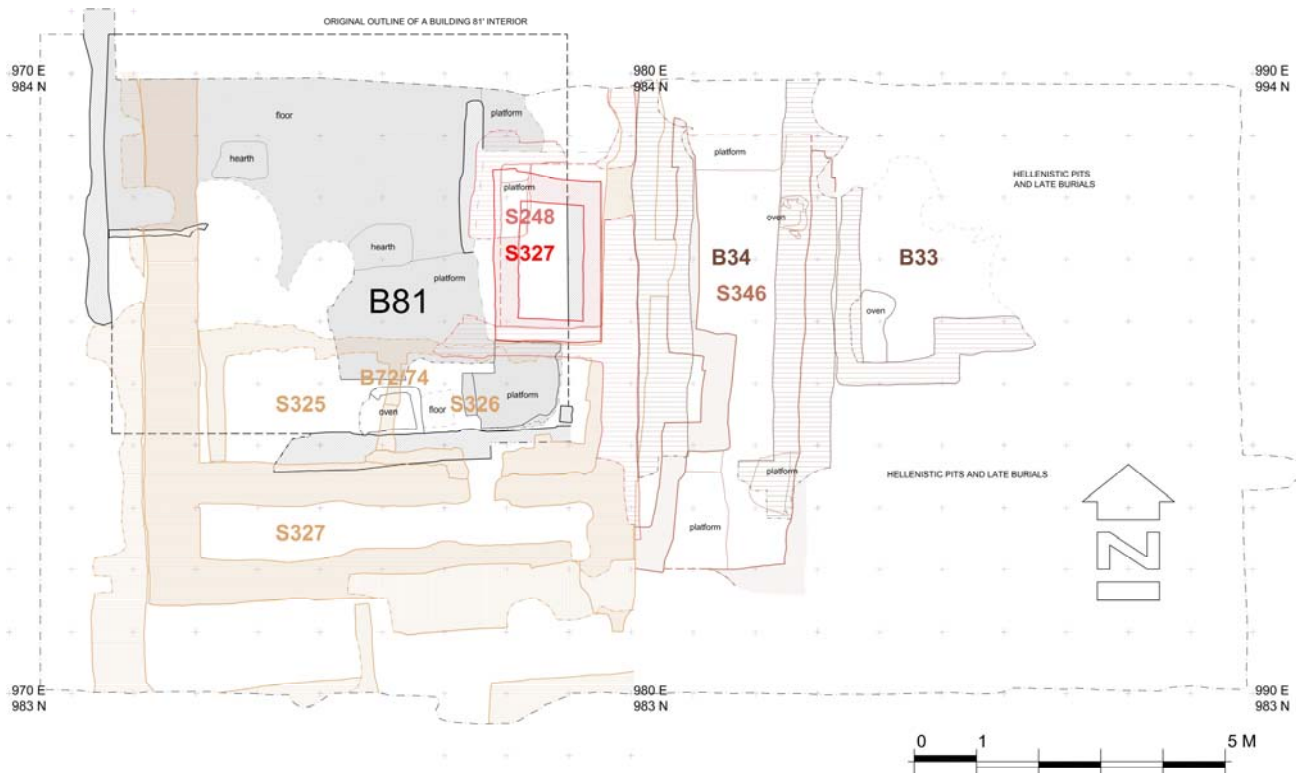 ORIGINAL OUTLINE OF A BUILDING 81' INTERIOR
970 E
984 N
980 E
984 N
990 E
994 N
floor
platform
platform
hearth
platform
HELLENISTIC PITS
AND LATE BURIALS
S248
oven
hearth
S327
B34
B33
platform
S346
B81
oven
B72-74
platform
S325
oven
floor
S326
platform
HELLENISTIC PITS AND LATE BURIALS
S327
platform
N
970 E
983 N
980 E
983 N
990 E
983 N
0 1 5 M